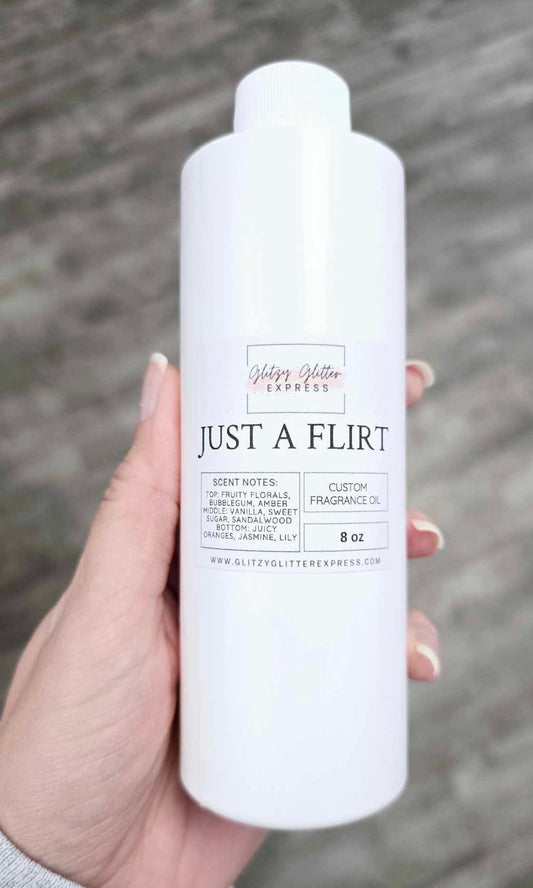 Glitzy Glitter
EXPRESS
JUST A FLIRT
SCENT NOTES:
TOP: FRUITY FLORALS,
BUBBLEGUM, AMBER
MIDDLE: VANILLA, SWEET
SUGAR, SANDALWOOD
BOTTOM: JUICY
ORANGES, JASMINE, LILY
CUSTOM
FRAGRANCE OIL
8 oz
WWW.GLITZYGLITTEREXPRESS.COM